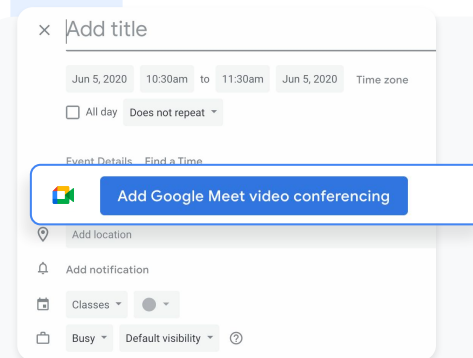 Add title
Jun 5, 2020 10:30am to 11:30am Jun 5, 2020 Time zone
All day Does not repeat
Event Details Find a Time
Add Google Meet video conferencing
Add location
Add notification
Classes
Busy Default visibility